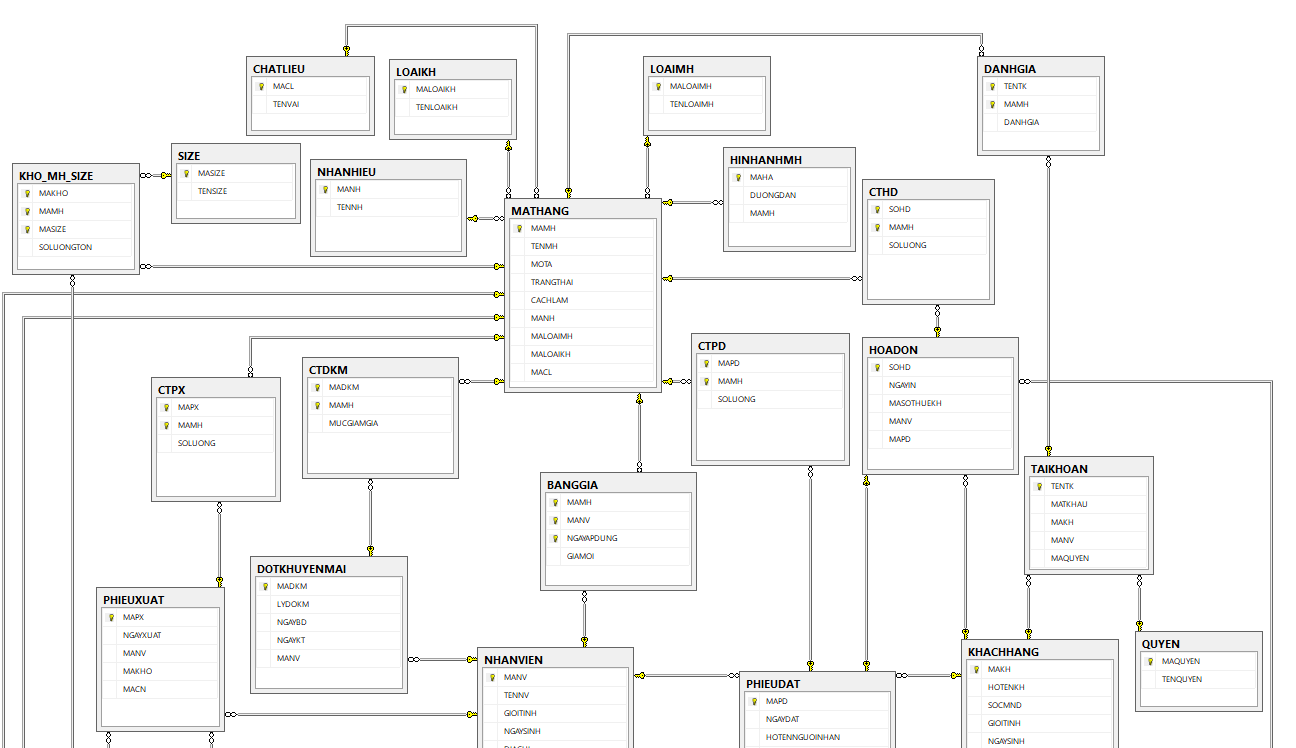 CHATLIEU
MACL
TENVAI
LOAIKH
MALOAIKH
TENLOAIKH
LOAIMH
MALOAIMH
TENLOAIMH
DANHGIA
TENTK
MAMH
DANHGIA
KHO_MH_SIZE
MAKHO
MAMH
MASIZE
SOLUONGTON
SIZE
MASIZE
TENSIZE
NHANHIEU
MANH
TENNH
MATHANG
MAMH
TENMH
MOTA
TRANGTHAI
CACHLAM
MANH
MALOAIMH
MALOAIKH
MACL
HINHANHMH
MAHA
DUONGDAN
MAMH
CTHD
SOHD
MAMH
SOLUONG
CTPX
MAPX
MAMH
SOLUONG
CTDKM
MADKM
MAMH
MUCGIAMGIA
CTPD
MAPD
MAMH
SOLUONG
HOADON
SOHD
NGAYIN
MASOTHUEKH
MANV
MAPD
BANGGIA
MAMH
MANV
NGAYAPDUNG
GIAMOI
TAIKHOAN
TENTK
MATKHAU
MAKH
MANV
MAQUYEN
PHIEUXUAT
MAPX
NGAYXUAT
MANV
MAKHO
MACN
DOTKHUYENMAI
MADKM
LYDOKM
NGAYBD
NGAYKT
MANV
NHANVIEN
MANV
TENNV
GIOITINH
NGAYSINH
PHIEUDAT
MAPD
NGAYDAT
HOTENNGUOINHAN
KHACHHANG
MAKH
HOTENKH
SOCMND
GIOITINH
NGAYSINH
QUYEN
MAQUYEN
TENQUYEN